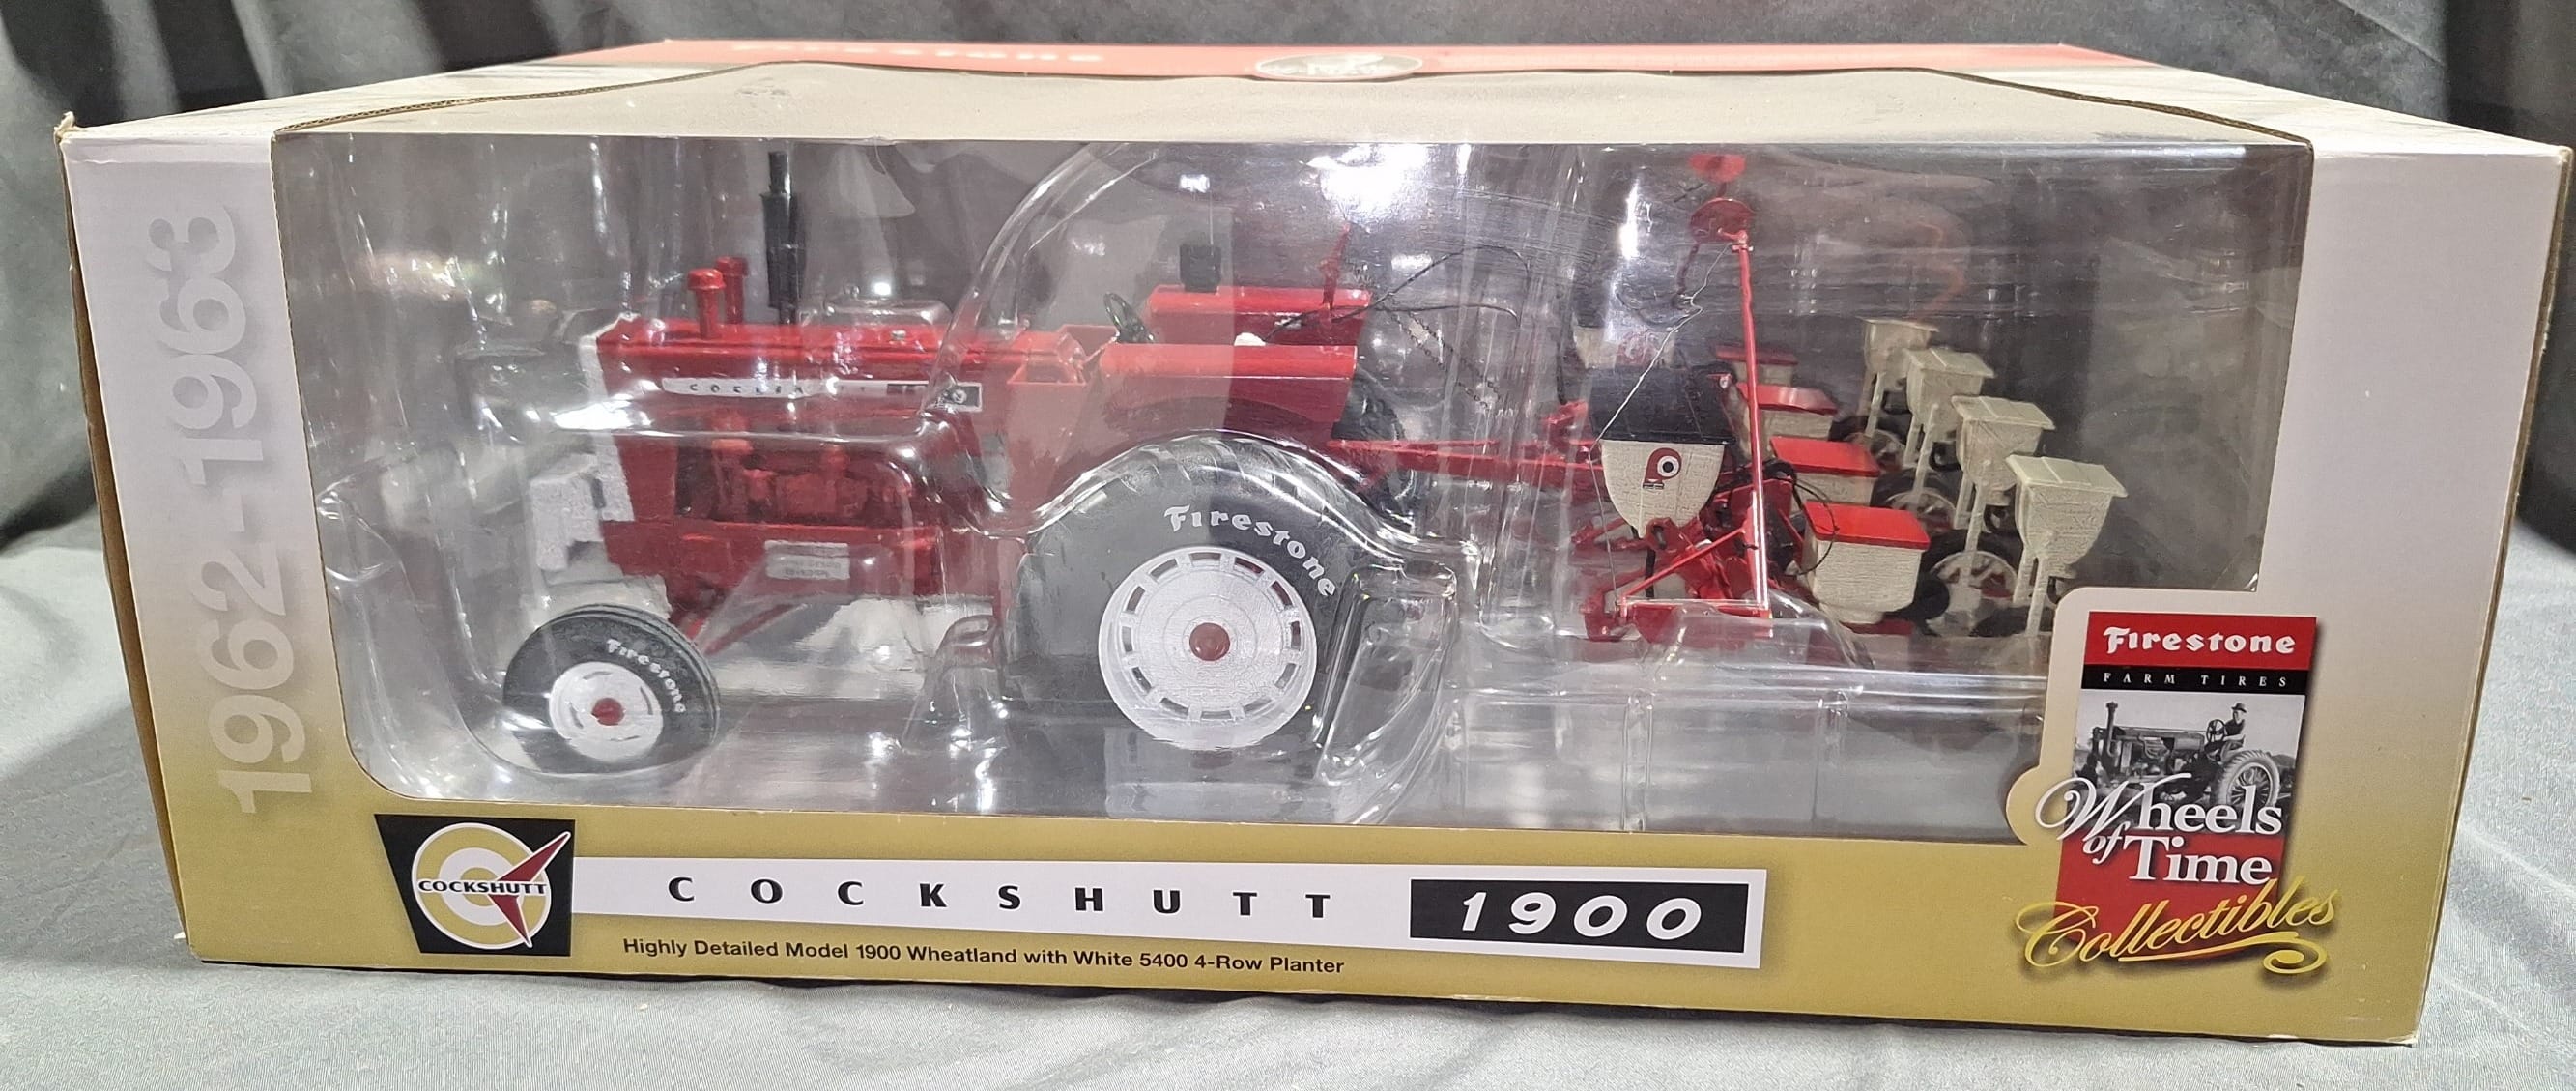 1962-1963
COCKSHUTT
Firestone
Firestone
Firestone
FARM TIRES
Wheels
of Time
Collectibles
COCKSHUTT
COCKSHUTT 1900
Highly Detailed Model 1900 Wheatland with White 5400 4-Row Planter